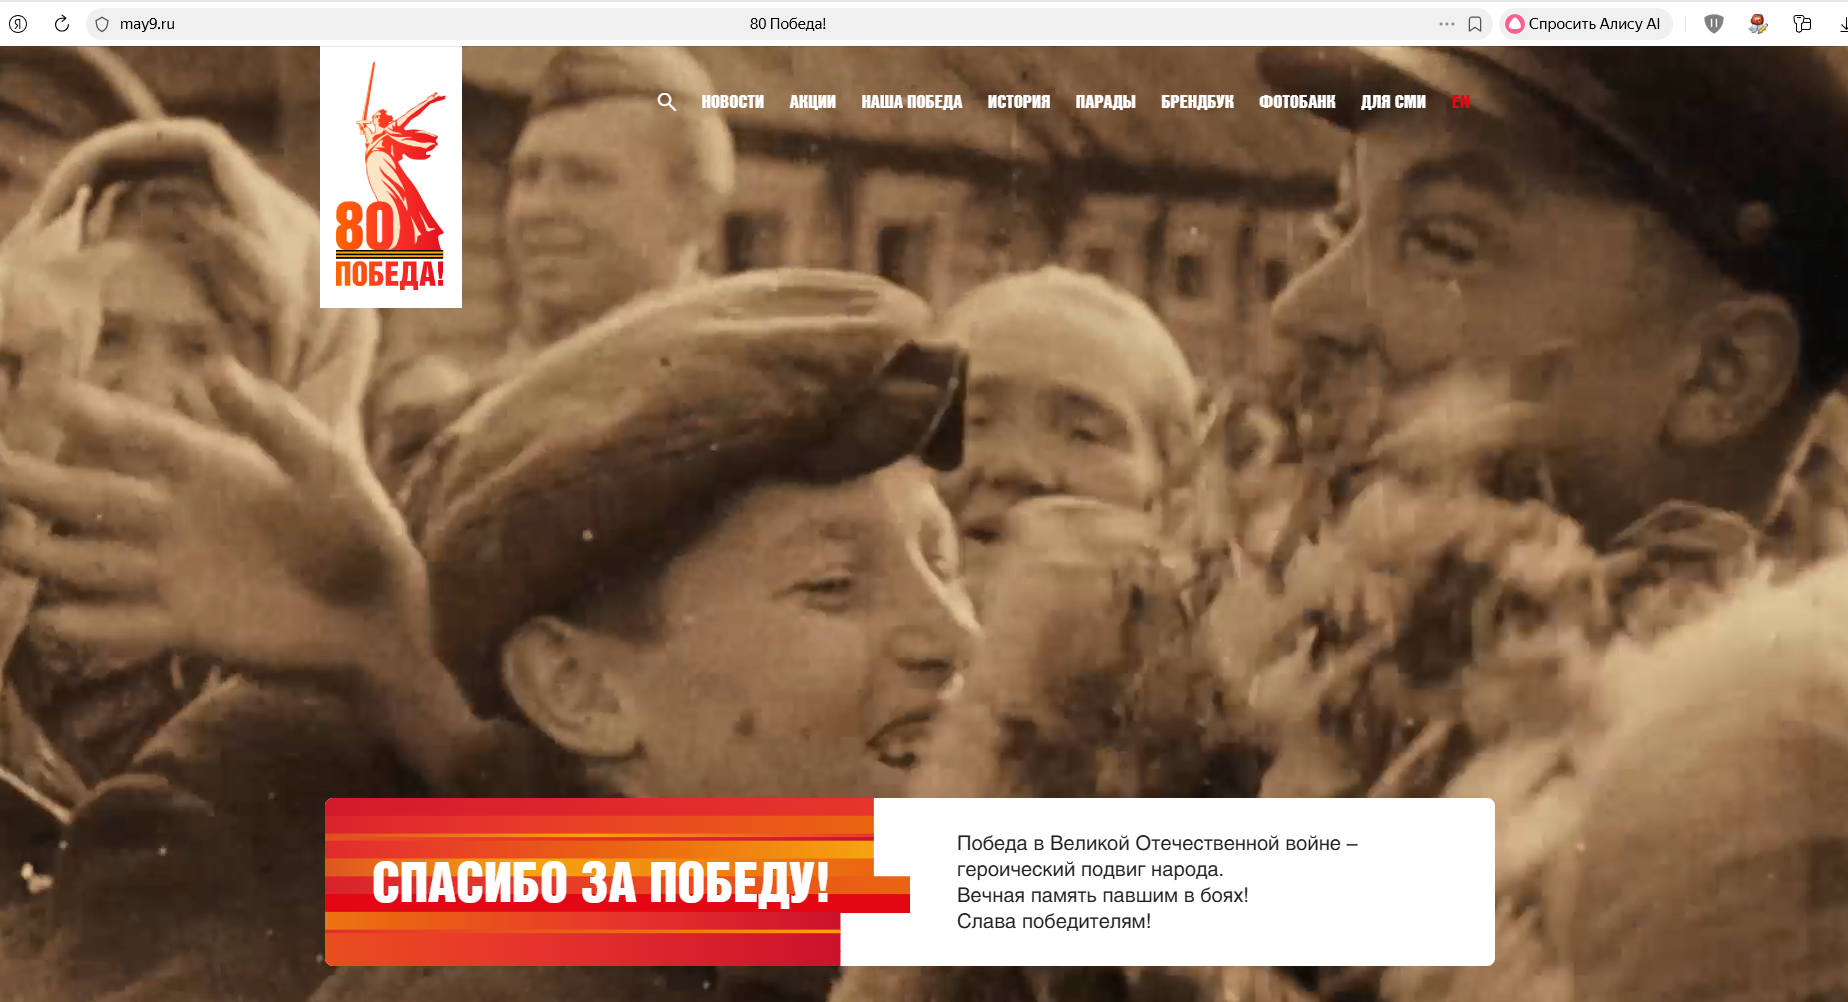 may9.ru
80 Победа!
Спросить Алису AI
80
ПОБЕДА!
НОВОСТИ АКЦИИ НАША ПОБЕДА ИСТОРИЯ ПАРАДЫ БРЕНДБУК ФОТОБАНК ДЛЯ СМИ EN
СПАСИБО ЗА ПОБЕДУ!
Победа в Великой Отечественной войне –
героический подвиг народа.
Вечная память павшим в боях!
Слава победителям!